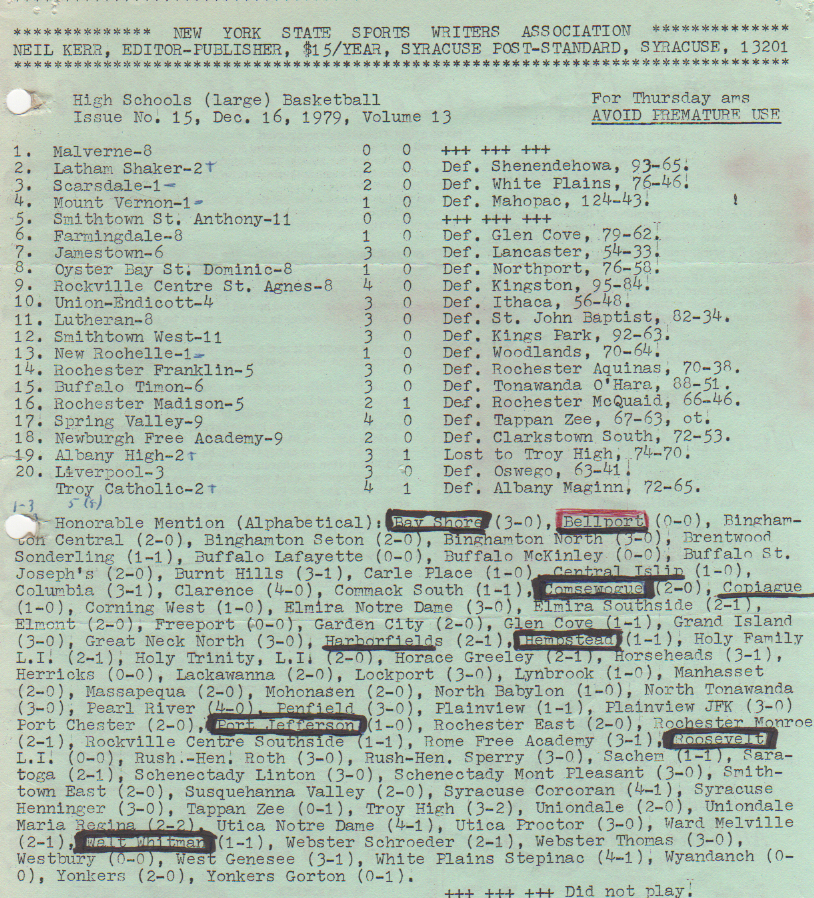 ************** NEW YORK STATE SPORTS WRITERS ASSOCIATION **************
NEIL KERR, EDITOR-PUBLISHER, $15/YEAR, SYRACUSE POST-STANDARD, SYRACUSE, 13201
******************************************************************************
High Schools (large) Basketball For Thursday ams
Issue No. 15, Dec. 16, 1979, Volume 13 AVOID PREMATURE USE
1. Malverne-8 0 0 +++ +++ +++
2. Latham Shaker-2 2 0 Def. Shenendehowa, 93-65.
3. Scarsdale-1 2 0 Def. White Plains, 76-46.
4. Mount Vernon-1 1 0 Def. Mahopac, 124-43.
5. Smithtown St. Anthony-11 0 0 +++ +++ +++
6. Farmingdale-8 1 0 Def. Glen Cove, 79-62.
7. Jamestown-6 3 0 Def. Lancaster, 54-33.
8. Oyster Bay St. Dominic-8 1 0 Def. Northport, 76-58.
9. Rockville Centre St. Agnes-8 4 0 Def. Kingston, 95-84.
10. Union-Endicott-4 3 0 Def. Ithaca, 56-48.
11. Lutheran-8 3 0 Def. St. John Baptist, 82-34.
12. Smithtown West-11 3 0 Def. Kings Park, 92-63.
13. New Rochelle-1 1 0 Def. Woodlands, 70-64.
14. Rochester Franklin-5 3 0 Def. Rochester Aquinas, 70-38.
15. Buffalo Timon-6 3 0 Def. Tonawanda O'Hara, 88-51.
16. Rochester Madison-5 2 1 Def. Rochester McQuaid, 66-46.
17. Spring Valley-9 4 0 Def. Tappan Zee, 67-63, ot.
18. Newburgh Free Academy-9 2 0 Def. Clarkstown South, 72-53.
19. Albany High-2 3 1 Lost to Troy High, 74-70.
20. Liverpool-3 3 0 Def. Oswego, 63-41.
Troy Catholic-2 4 1 Def. Albany Maginn, 72-65.
1-3
Honorable Mention (Alphabetical): Bay Shore (3-0), Bellport (0-0), Bingham-
ton Central (2-0), Binghamton Seton (2-0), Binghamton North (3-0), Brentwood
Sonderling (1-1), Buffalo Lafayette (0-0), Buffalo McKinley (0-0), Buffalo St.
Joseph's (2-0), Burnt Hills (3-1), Carle Place (1-0), Central Islip (1-0),
Columbia (3-1), Clarence (4-0), Commack South (1-1), Comsewogue (2-0), Copiague
(1-0), Corning West (1-0), Elmira Notre Dame (3-0), Elmira Southside (2-1),
Elmont (2-0), Freeport (0-0), Garden City (2-0), Glen Cove (1-1), Grand Island
(3-0), Great Neck North (3-0), Harborfields (2-1), Hempstead (1-1), Holy Family
L.I. (2-1), Holy Trinity, L.I. (2-0), Horace Greeley (2-1), Horseheads (3-1),
Herricks (0-0), Lackawanna (2-0), Lockport (3-0), Lynbrook (1-0), Manhasset
(2-0), Massapequa (2-0), Mohonasen (2-0), North Babylon (1-0), North Tonawanda
(3-0), Pearl River (4-0), Penfield (3-0), Plainview (1-1), Plainview JFK (3-0)
Port Chester (2-0), Port Jefferson (1-0), Rochester East (2-0), Rochester Monroe
(2-1), Rockville Centre Southside (1-1), Rome Free Academy (3-1), Roosevelt
L.I. (0-0), Rush.-Hen. Roth (3-0), Rush-Hen. Sperry (3-0), Sachem (1-1), Sara-
toga (2-1), Schenectady Linton (3-0), Schenectady Mont Pleasant (3-0), Smith-
town East (2-0), Susquehanna Valley (2-0), Syracuse Corcoran (4-1), Syracuse
Henninger (3-0), Tappan Zee (0-1), Troy High (3-2), Uniondale (2-0), Uniondale
Maria Regina (2-2), Utica Notre Dame (4-1), Utica Proctor (3-0), Ward Melville
(2-1), Walt Whitman (1-1), Webster Schroeder (2-1), Webster Thomas (3-0),
Westbury (0-0), West Genesee (3-1), White Plains Stepinac (4-1), Wyandanch (0-
0), Yonkers (2-0), Yonkers Gorton (0-1).
+++ +++ +++ Did not play.